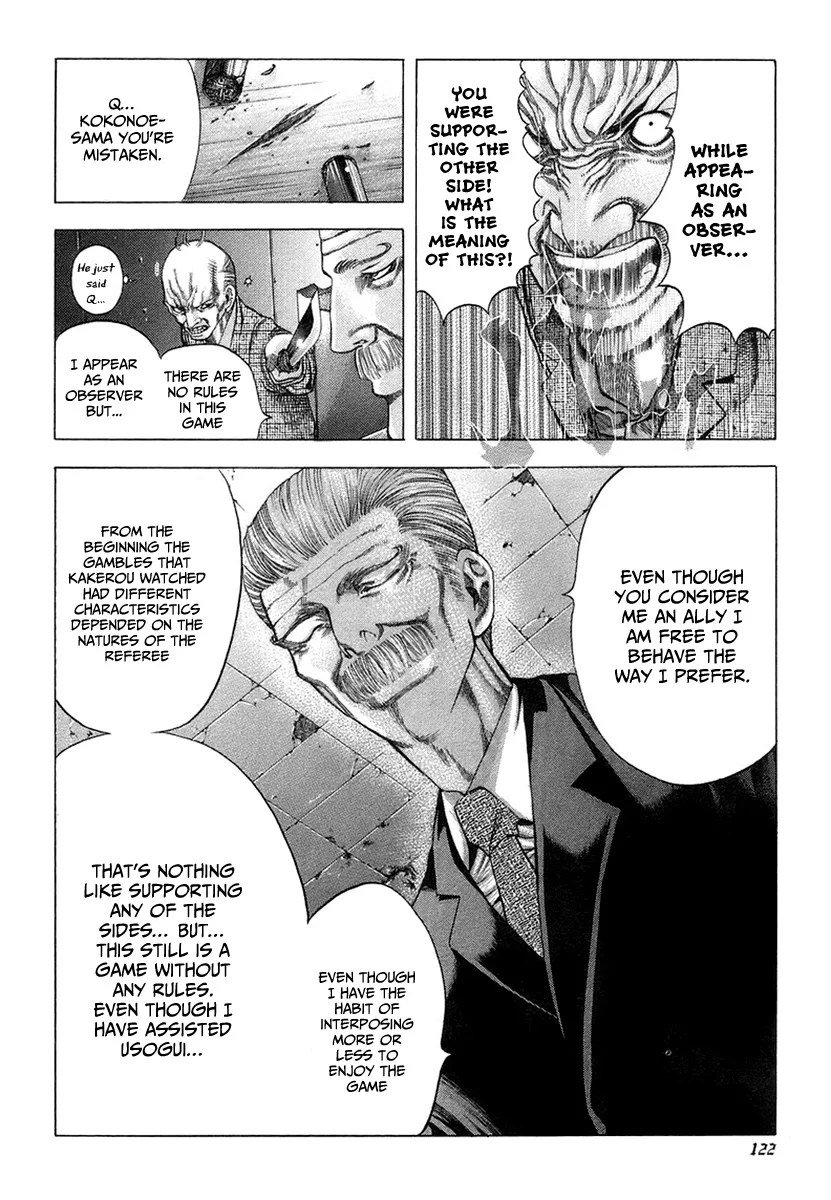 WHILE
APPEA-
RING
AS AN
OBSER-
VER...
YOU
WERE
SUPPOR-
TING THE
OTHER
SIDE!
WHAT
IS THE
MEANING
OF THIS?!
Q...
KOKONOE-
SAMA YOU'RE
MISTAKEN.
He just
said
Q...
THERE ARE
NO RULES
IN THIS
GAME
I APPEAR
AS AN
OBSERVER
BUT...
EVEN THOUGH
YOU CONSIDER
ME AN ALLY I
AM FREE TO
BEHAVE THE
WAY I PREFER.
FROM THE
BEGINNING THE
GAMBLES THAT
KAKEROU WATCHED
HAD DIFFERENT
CHARACTERISTICS
DEPENDED ON THE
NATURES OF THE
REFEREE
EVEN THOUGH
I HAVE THE
HABIT OF
INTERPOSING
MORE OR
LESS TO
ENJOY THE
GAME
THAT'S NOTHING
LIKE SUPPORTING
ANY OF THE
SIDES... BUT...
THIS STILL IS A
GAME WITHOUT
ANY RULES.
EVEN THOUGH I
HAVE ASSISTED
USOGUI...
122